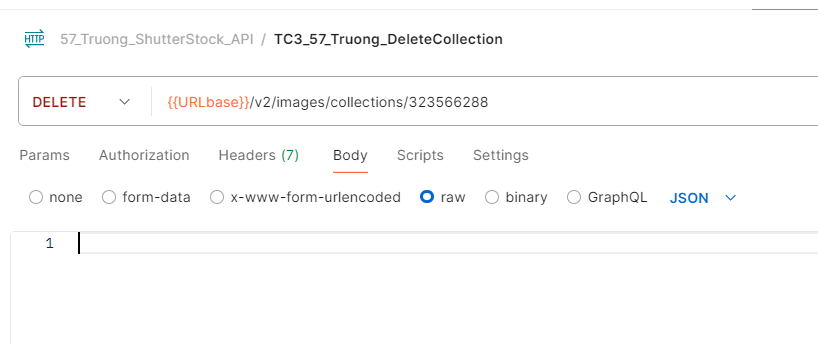 HTTP 57_Truong_ShutterStock_API / TC3_57_Truong_DeleteCollection
DELETE {{URLbase}}/v2/images/collections/323566288
Params Authorization Headers (7) Body Scripts Settings
none form-data x-www-form-urlencoded raw binary GraphQL JSON
1